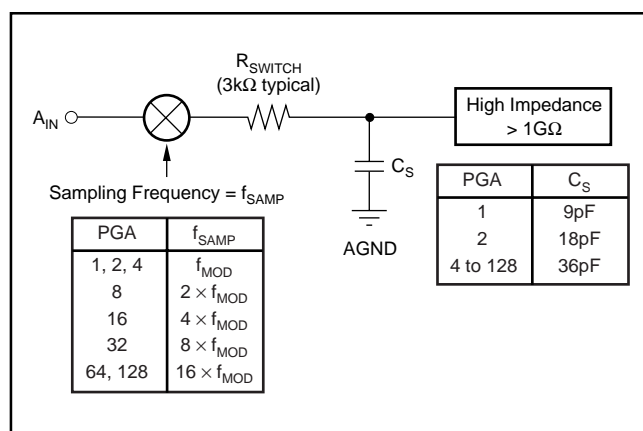 R_SWITCH
(3kΩ typical)
A_IN
High Impedance
> 1GΩ
C_S
Sampling Frequency = f_SAMP
AGND
PGA f_SAMP
1, 2, 4 f_MOD
8 2 × f_MOD
16 4 × f_MOD
32 8 × f_MOD
64, 128 16 × f_MOD
PGA C_S
1 9pF
2 18pF
4 to 128 36pF